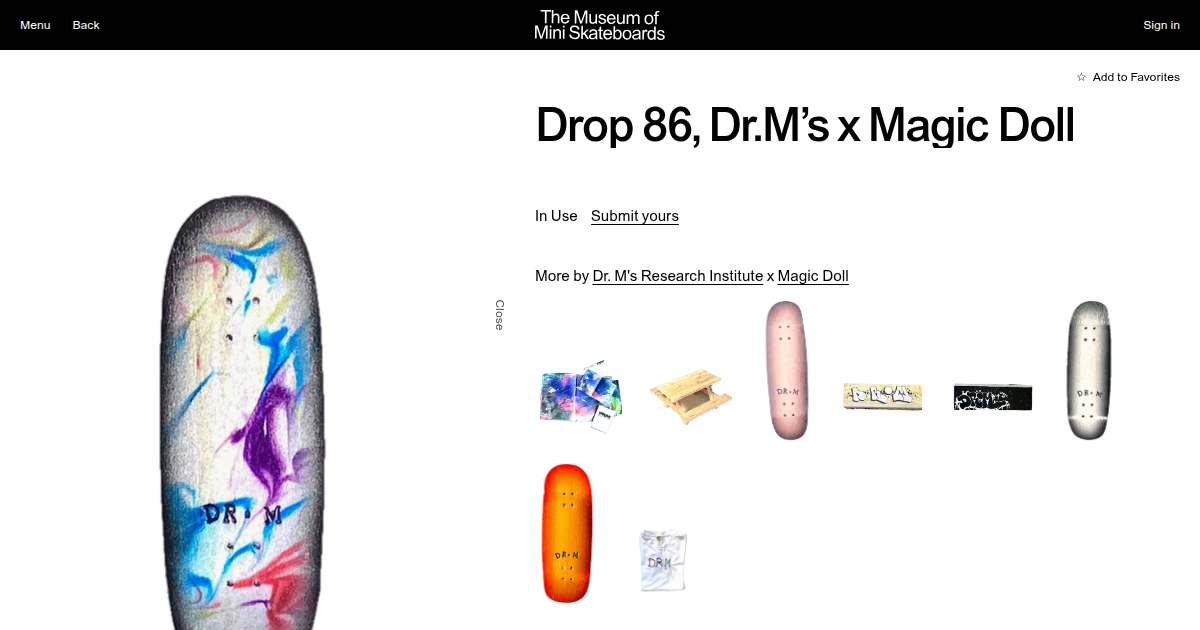 Menu
Back
The Museum of
Mini Skateboards
Sign in
☆ Add to Favorites
Drop 86, Dr.M’s x Magic Doll
In Use Submit yours
More by Dr. M's Research Institute x Magic Doll
Close
DR•M
DR•M
DR•M
DR•M
DRM